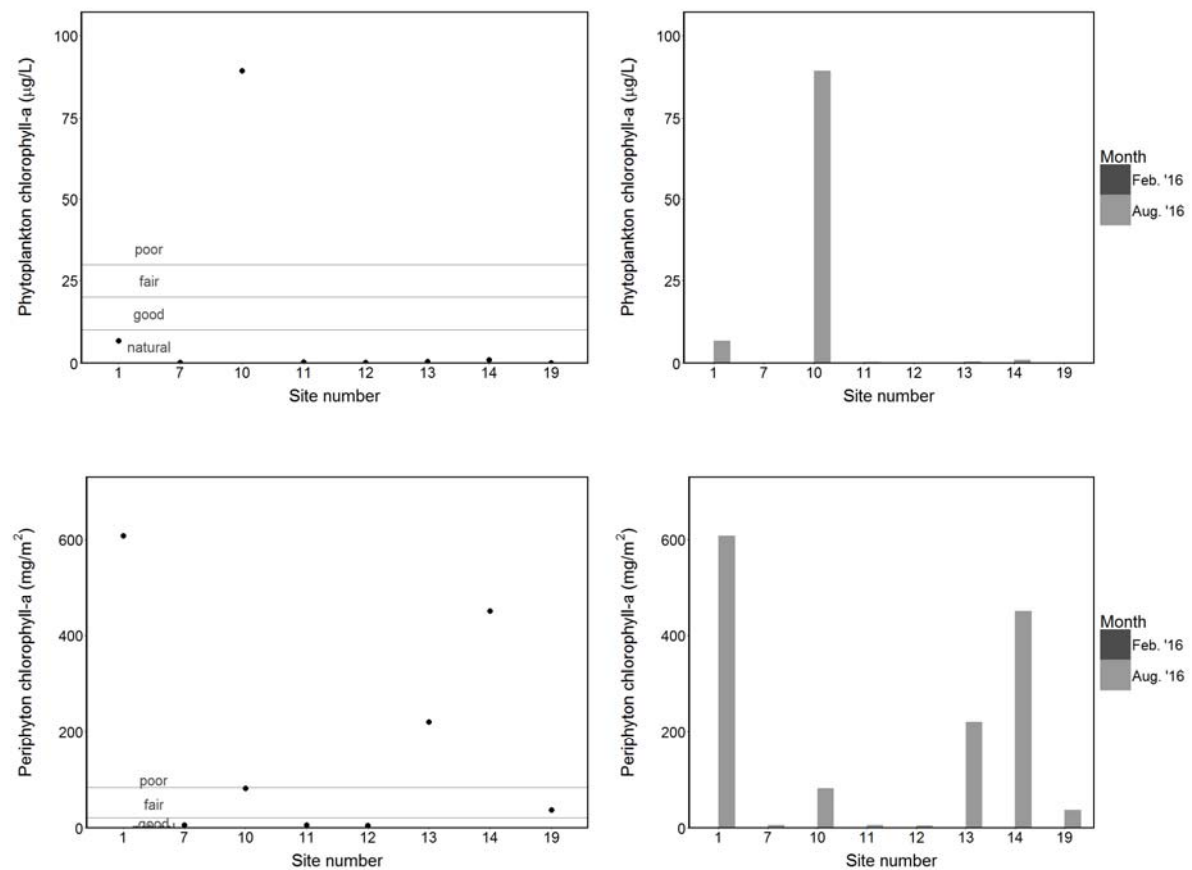 Phytoplankton chlorophyll-a (µg/L)
100
75
50
25
0
poor
fair
good
natural
1 7 10 11 12 13 14 19
Site number
Phytoplankton chlorophyll-a (µg/L)
100
75
50
25
0
1 7 10 11 12 13 14 19
Site number
Month
Feb. '16
Aug. '16
Periphyton chlorophyll-a (mg/m²)
600
400
200
0
poor
fair
good
1 7 10 11 12 13 14 19
Site number
Periphyton chlorophyll-a (mg/m²)
600
400
200
0
1 7 10 11 12 13 14 19
Site number
Month
Feb. '16
Aug. '16